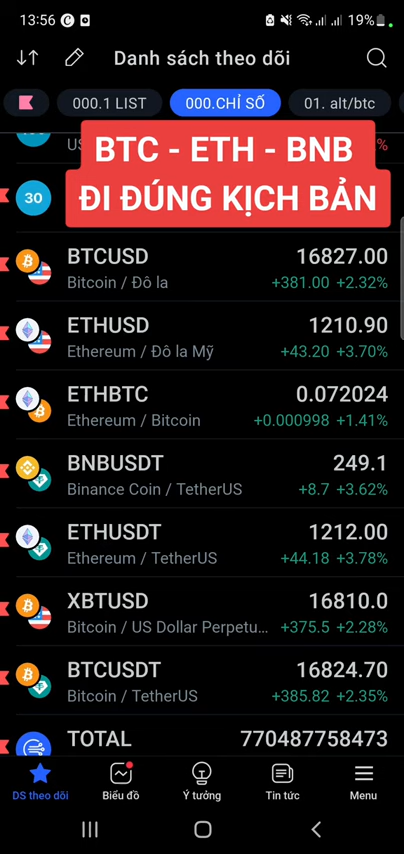 13:56 19%
Danh sách theo dõi
000.1 LIST 000.CHỈ SỐ 01. alt/btc
BTC - ETH - BNB
ĐI ĐÚNG KỊCH BẢN
30
BTCUSD 16827.00
Bitcoin / Đô la +381.00 +2.32%
ETHUSD 1210.90
Ethereum / Đô la Mỹ +43.20 +3.70%
ETHBTC 0.072024
Ethereum / Bitcoin +0.000998 +1.41%
BNBUSDT 249.1
Binance Coin / TetherUS +8.7 +3.62%
ETHUSDT 1212.00
Ethereum / TetherUS +44.18 +3.78%
XBTUSD 16810.0
Bitcoin / US Dollar Perpetu... +375.5 +2.28%
BTCUSDT 16824.70
Bitcoin / TetherUS +385.82 +2.35%
TOTAL 770487758473
DS theo dõi Biểu đồ Ý tưởng Tin tức Menu